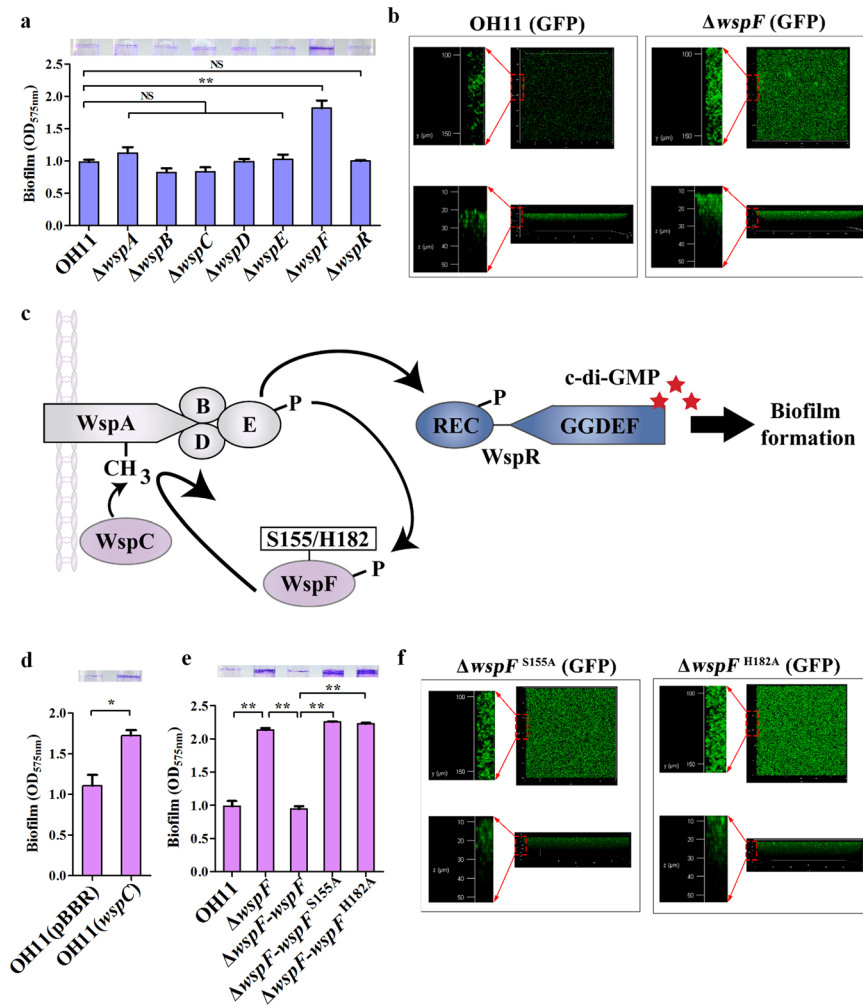 a
NS
**
NS
Biofilm (OD575nm)
2.5
2.0
1.5
1.0
0.5
0.0
OH11
ΔwspA
ΔwspB
ΔwspC
ΔwspD
ΔwspE
ΔwspF
ΔwspR
b
OH11 (GFP)
100
y (µm)
150
10
20
30
z (µm)
40
50
ΔwspF (GFP)
100
y (µm)
150
10
20
30
z (µm)
40
50
c
WspA
B
D
E
P
CH3
WspC
S155/H182
WspF
P
P
REC
WspR
GGDEF
c-di-GMP
Biofilm
formation
d
*
Biofilm (OD575nm)
2.0
1.5
1.0
0.5
0.0
OH11(pBBR)
OH11(wspC)
e
**
** ** **
Biofilm (OD575nm)
2.5
2.0
1.5
1.0
0.5
0.0
OH11
ΔwspF
ΔwspF-wspF
ΔwspF-wspF S155A
ΔwspF-wspF H182A
f
ΔwspF S155A (GFP)
100
y (µm)
150
10
20
30
z (µm)
40
50
ΔwspF H182A (GFP)
100
y (µm)
150
10
20
30
z (µm)
40
50